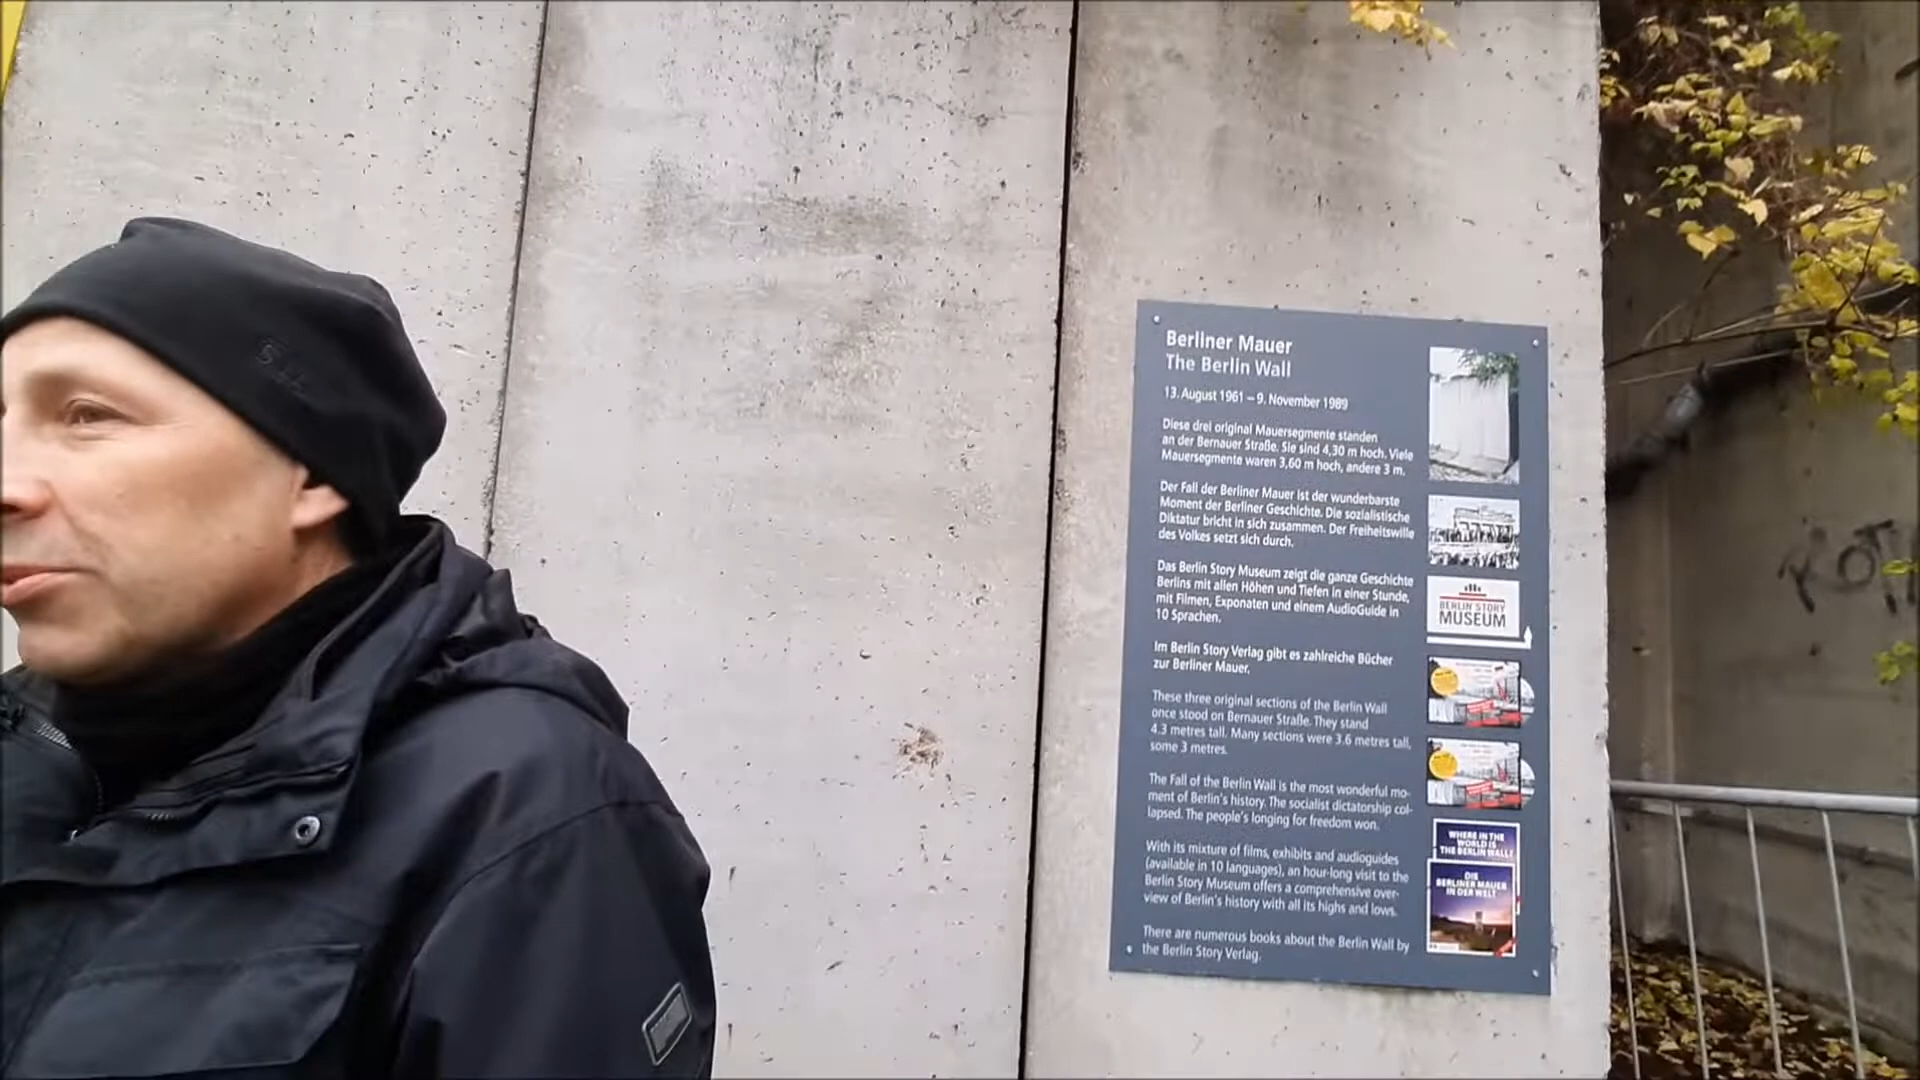 Berliner Mauer
The Berlin Wall
13. August 1961 – 9. November 1989
Diese drei original Mauersegmente standen
an der Bernauer Straße. Sie sind 4,30 m hoch. Viele
Mauersegmente waren 3,60 m hoch, andere 3 m.
Der Fall der Berliner Mauer ist der wunderbarste
Moment der Berliner Geschichte. Die sozialistische
Diktatur bricht in sich zusammen. Der Freiheitswille
des Volkes setzt sich durch.
Das Berlin Story Museum zeigt die ganze Geschichte
Berlins mit allen Höhen und Tiefen in einer Stunde,
mit Filmen, Exponaten und einem AudioGuide in
10 Sprachen.
Im Berlin Story Verlag gibt es zahlreiche Bücher
zur Berliner Mauer.
These three original sections of the Berlin Wall
once stood on Bernauer Straße. They stand
4.3 metres tall. Many sections were 3.6 metres tall,
some 3 metres.
The Fall of the Berlin Wall is the most wonderful mo-
ment of Berlin's history. The socialist dictatorship col-
lapsed. The people's longing for freedom won.
With its mixture of films, exhibits and audioguides
(available in 10 languages), an hour-long visit to the
Berlin Story Museum offers a comprehensive over-
view of Berlin's history with all its highs and lows.
There are numerous books about the Berlin Wall by
the Berlin Story Verlag.
BERLIN STORY
MUSEUM
WHERE IN THE
WORLD IS
THE BERLIN WALL?
DIE
BERLINER MAUER
IN DER WELT